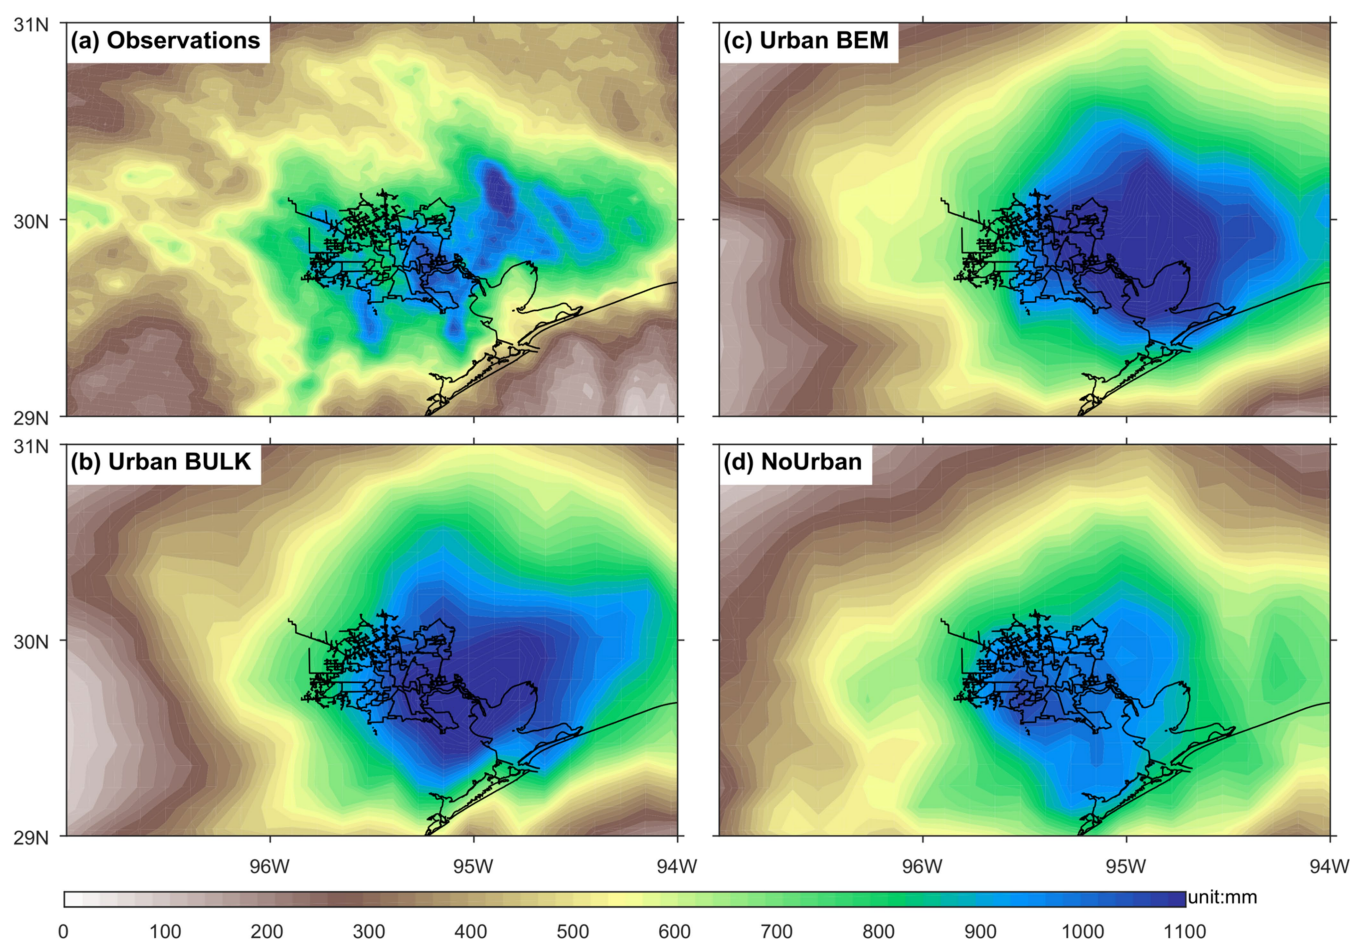 31N
(a) Observations
(c) Urban BEM
30N
29N
31N
(b) Urban BULK
(d) NoUrban
30N
29N
96W 95W 94W 96W 95W 94W
unit:mm
0 100 200 300 400 500 600 700 800 900 1000 1100